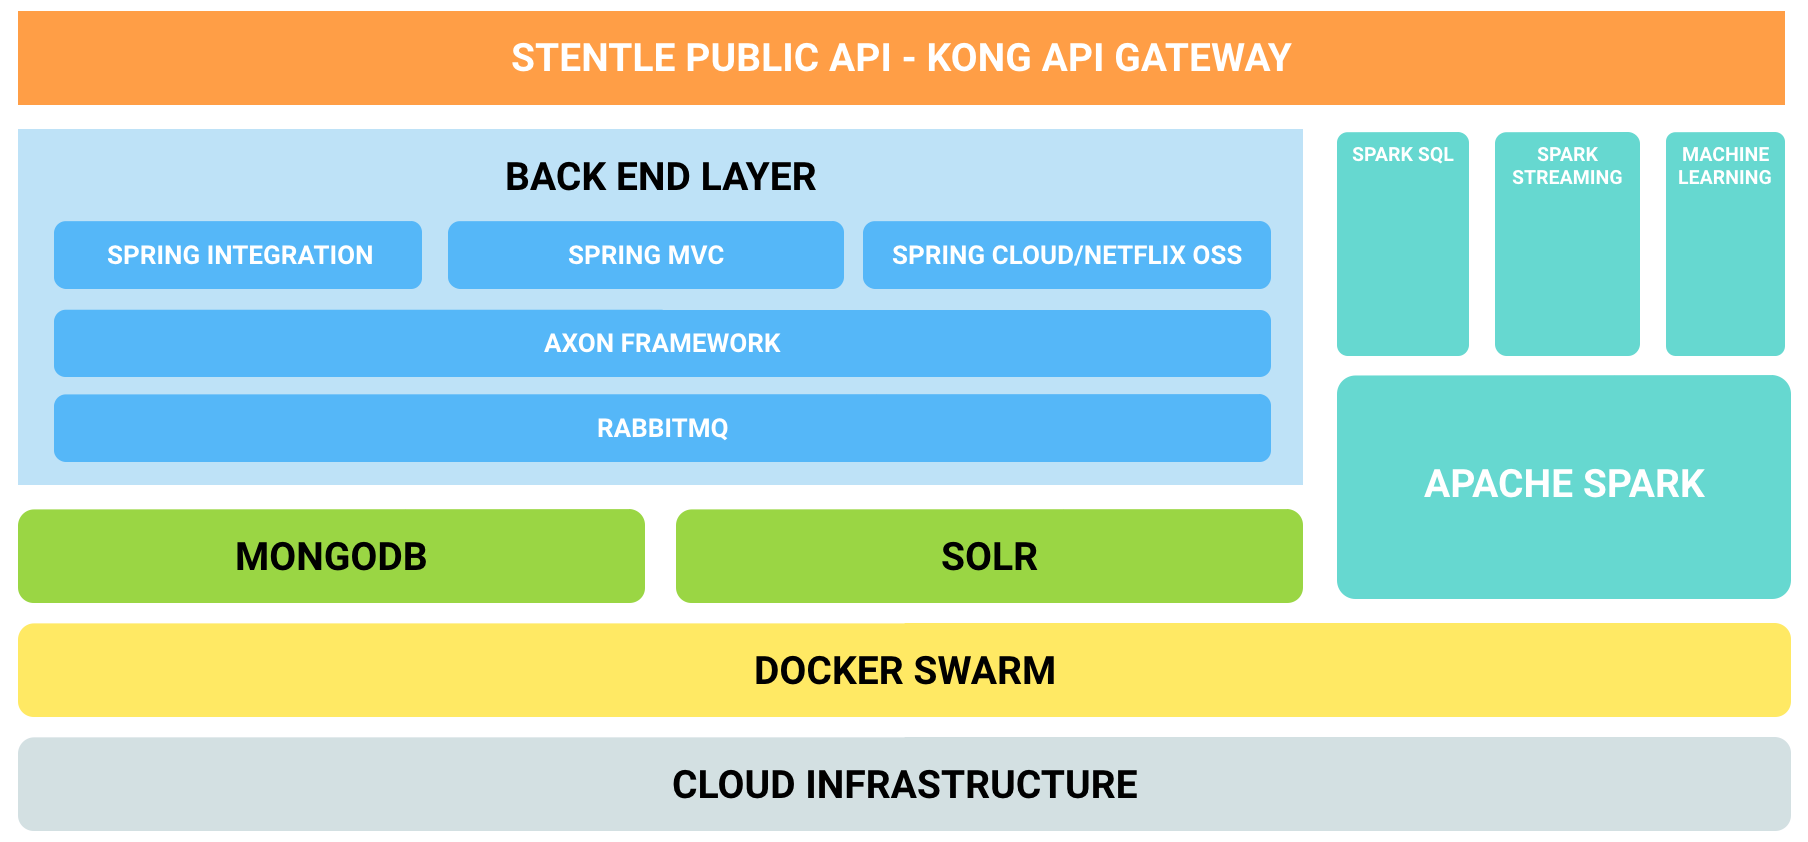 STENTLE PUBLIC API - KONG API GATEWAY
BACK END LAYER
SPRING INTEGRATION
SPRING MVC
SPRING CLOUD/NETFLIX OSS
AXON FRAMEWORK
RABBITMQ
SPARK SQL
SPARK
STREAMING
MACHINE
LEARNING
APACHE SPARK
MONGODB
SOLR
DOCKER SWARM
CLOUD INFRASTRUCTURE